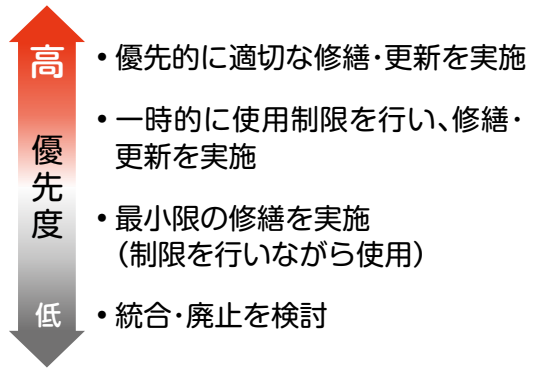 高
優先度
低
•優先的に適切な修繕･更新を実施
•一時的に使用制限を行い、修繕･
更新を実施
•最小限の修繕を実施
（制限を行いながら使用）
•統合･廃止を検討